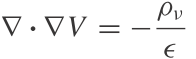 ∇ · ∇V = −ρᵥ/ϵ